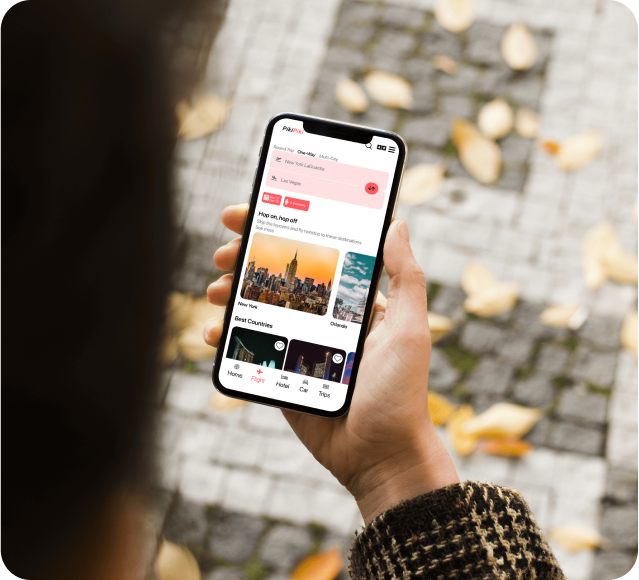 PikiPiki
Round Trip One-Way Multi-City
New York LaGuardia
Las Vegas
Hop on, hop off
Skip the layovers and fly nonstop to these destinations
See more
New York
Orlando
Best Countries
Home
Flight
Hotel
Car
Trips